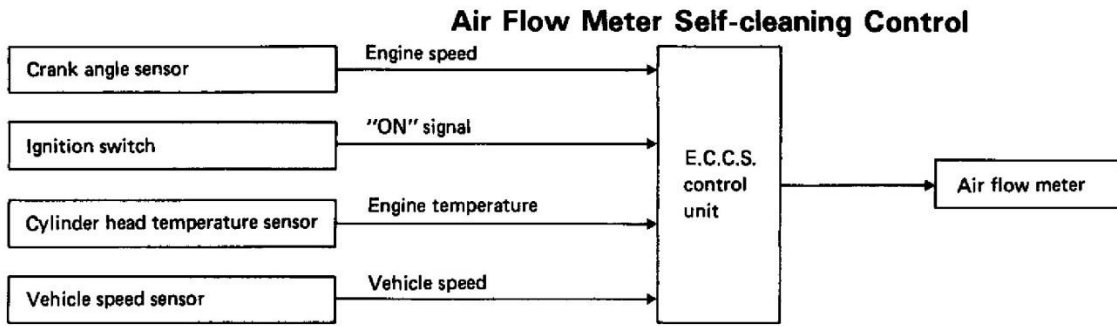 Air Flow Meter Self-cleaning Control
Crank angle sensor
Engine speed
Ignition switch
"ON" signal
Cylinder head temperature sensor
Engine temperature
Vehicle speed sensor
Vehicle speed
E.C.C.S.
control
unit
Air flow meter